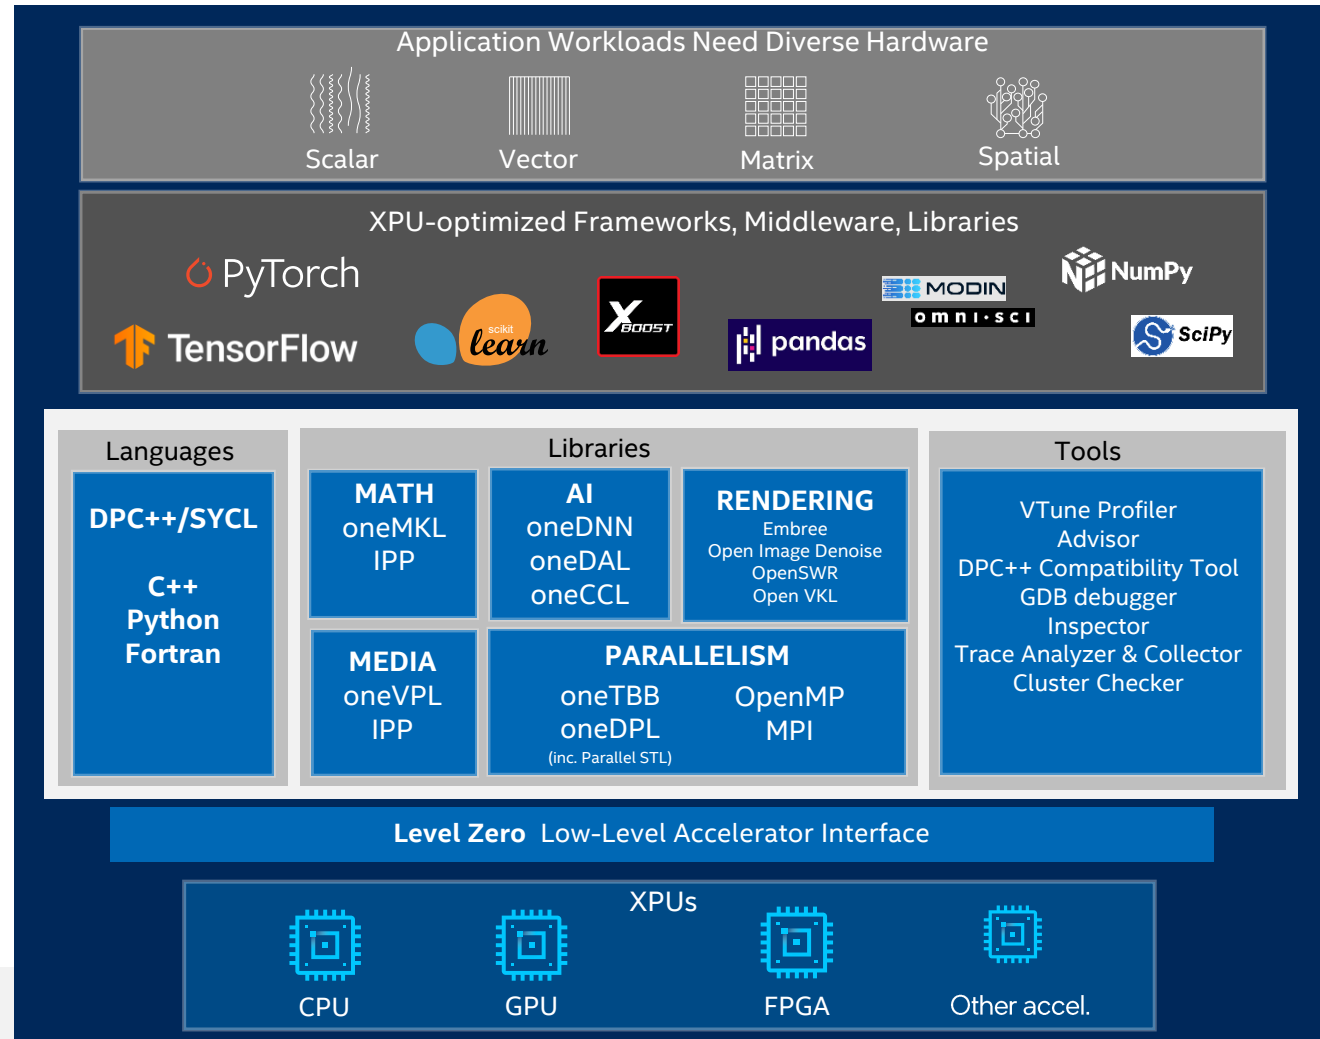 Application Workloads Need Diverse Hardware
Scalar
Vector
Matrix
Spatial
XPU-optimized Frameworks, Middleware, Libraries
PyTorch
TensorFlow
scikit
learn
XBOOST
pandas
MODIN
omni·sci
NumPy
SciPy
Languages
DPC++/SYCL
C++
Python
Fortran
Libraries
MATH
oneMKL
IPP
AI
oneDNN
oneDAL
oneCCL
RENDERING
Embree
Open Image Denoise
OpenSWR
Open VKL
MEDIA
oneVPL
IPP
PARALLELISM
oneTBB OpenMP
oneDPL MPI
(inc. Parallel STL)
Tools
VTune Profiler
Advisor
DPC++ Compatibility Tool
GDB debugger
Inspector
Trace Analyzer & Collector
Cluster Checker
Level Zero Low-Level Accelerator Interface
XPUs
CPU
GPU
FPGA
Other accel.